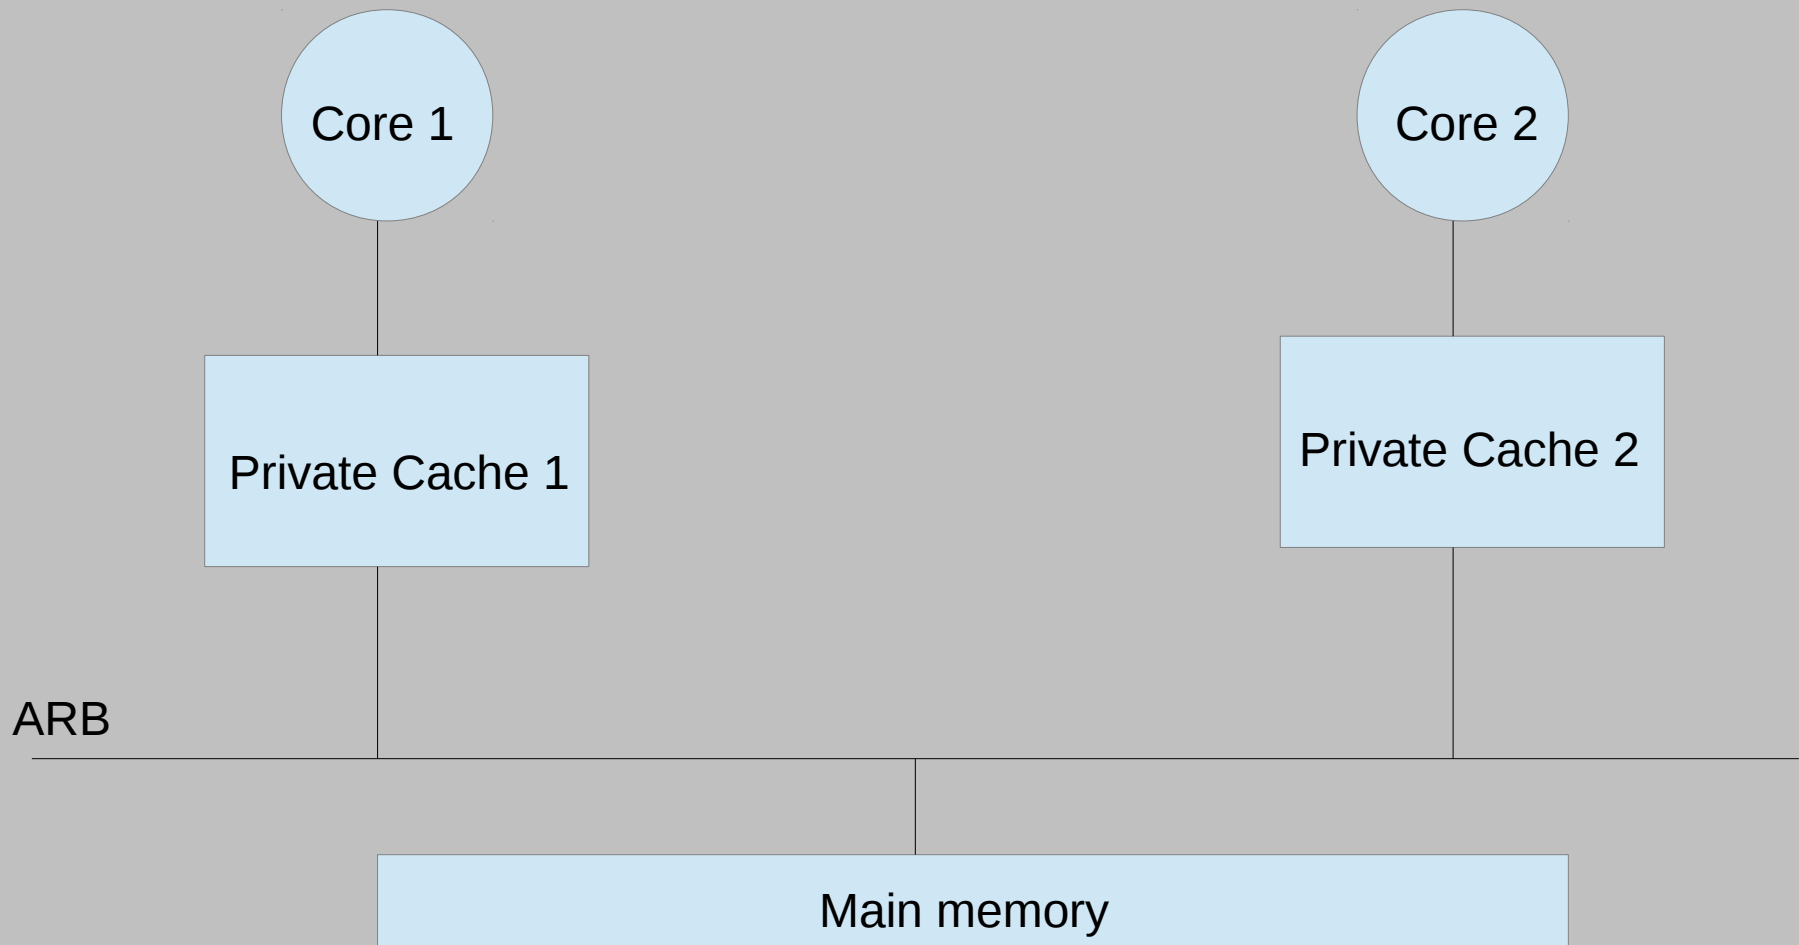 Core 1
Core 2
Private Cache 1
Private Cache 2
ARB
Main memory